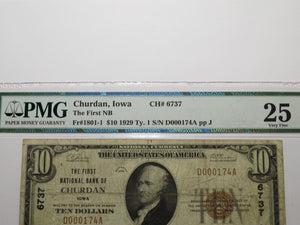 PMG
PAPER MONEY GUARANTY
Churdan, Iowa CH# 6737
The First NB
Fr#1801-1 $10 1929 Ty. 1 S/N D000174A pp J
25
Very Fine
THE UNITED STATES OF AMERICA
10
10
THE FIRST
NATIONAL BANK OF
CHURDAN
IOWA
TEN DOLLARS
D000174A
D000174A
6737
6737